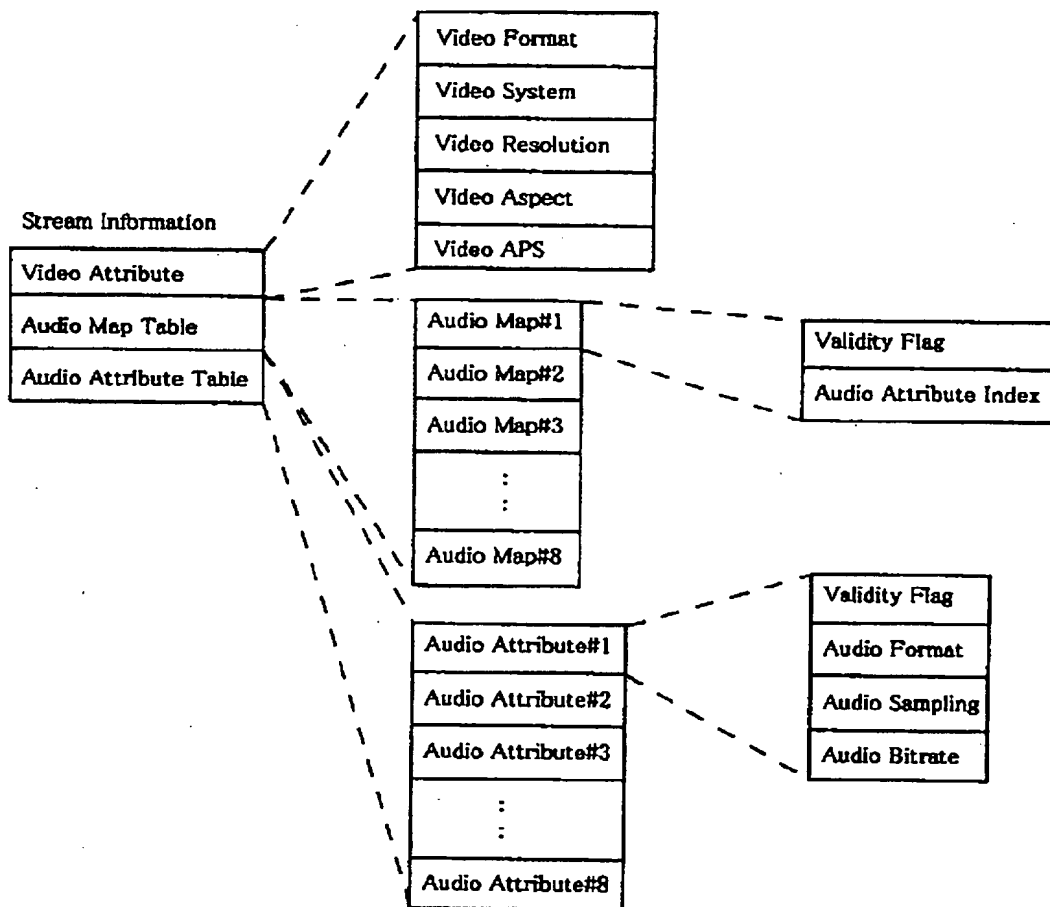 Stream Information
Video Attribute
Audio Map Table
Audio Attribute Table
Video Format
Video System
Video Resolution
Video Aspect
Video APS
Audio Map#1
Audio Map#2
Audio Map#3
Audio Map#8
Validity Flag
Audio Attribute Index
Audio Attribute#1
Audio Attribute#2
Audio Attribute#3
Audio Attribute#8
Validity Flag
Audio Format
Audio Sampling
Audio Bitrate